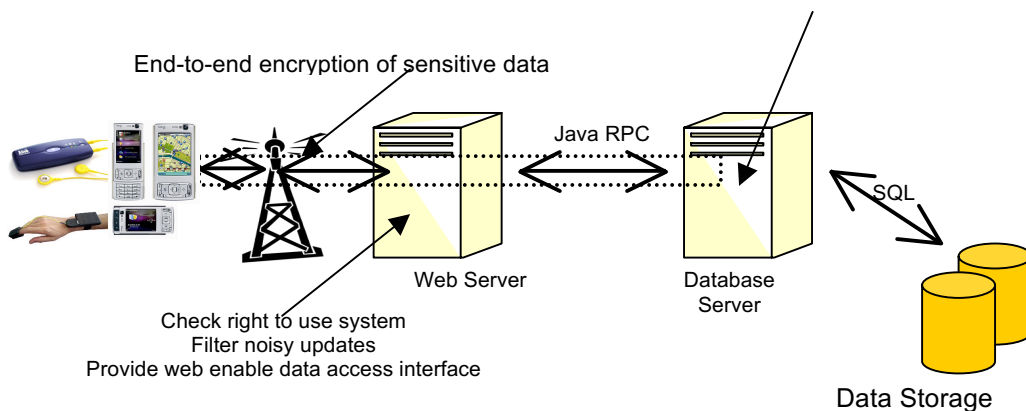 End-to-end encryption of sensitive data
Java RPC
SQL
Web Server
Database
Server
Check right to use system
Filter noisy updates
Provide web enable data access interface
Data Storage